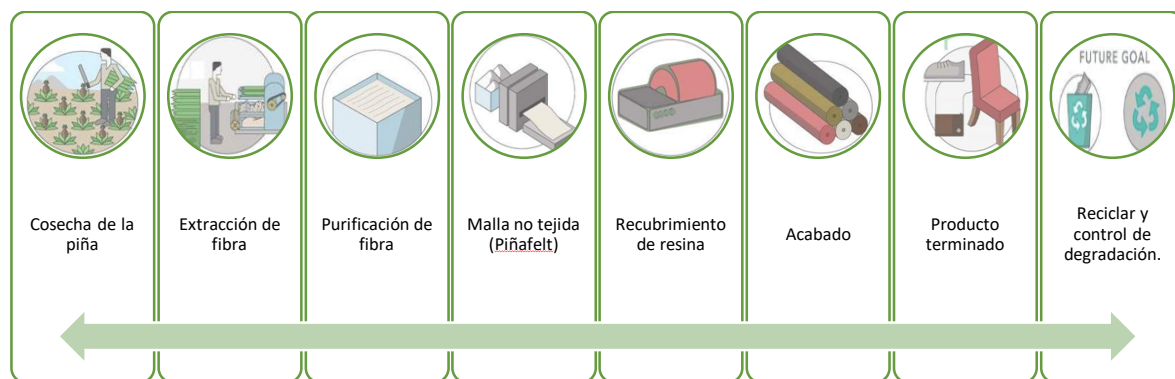 FUTURE GOAL
Cosecha de la
piña
Extracción de
fibra
Purificación de
fibra
Malla no tejida
(Piñafelt)
Recubrimiento
de resina
Acabado
Producto
terminado
Reciclar y
control de
degradación.